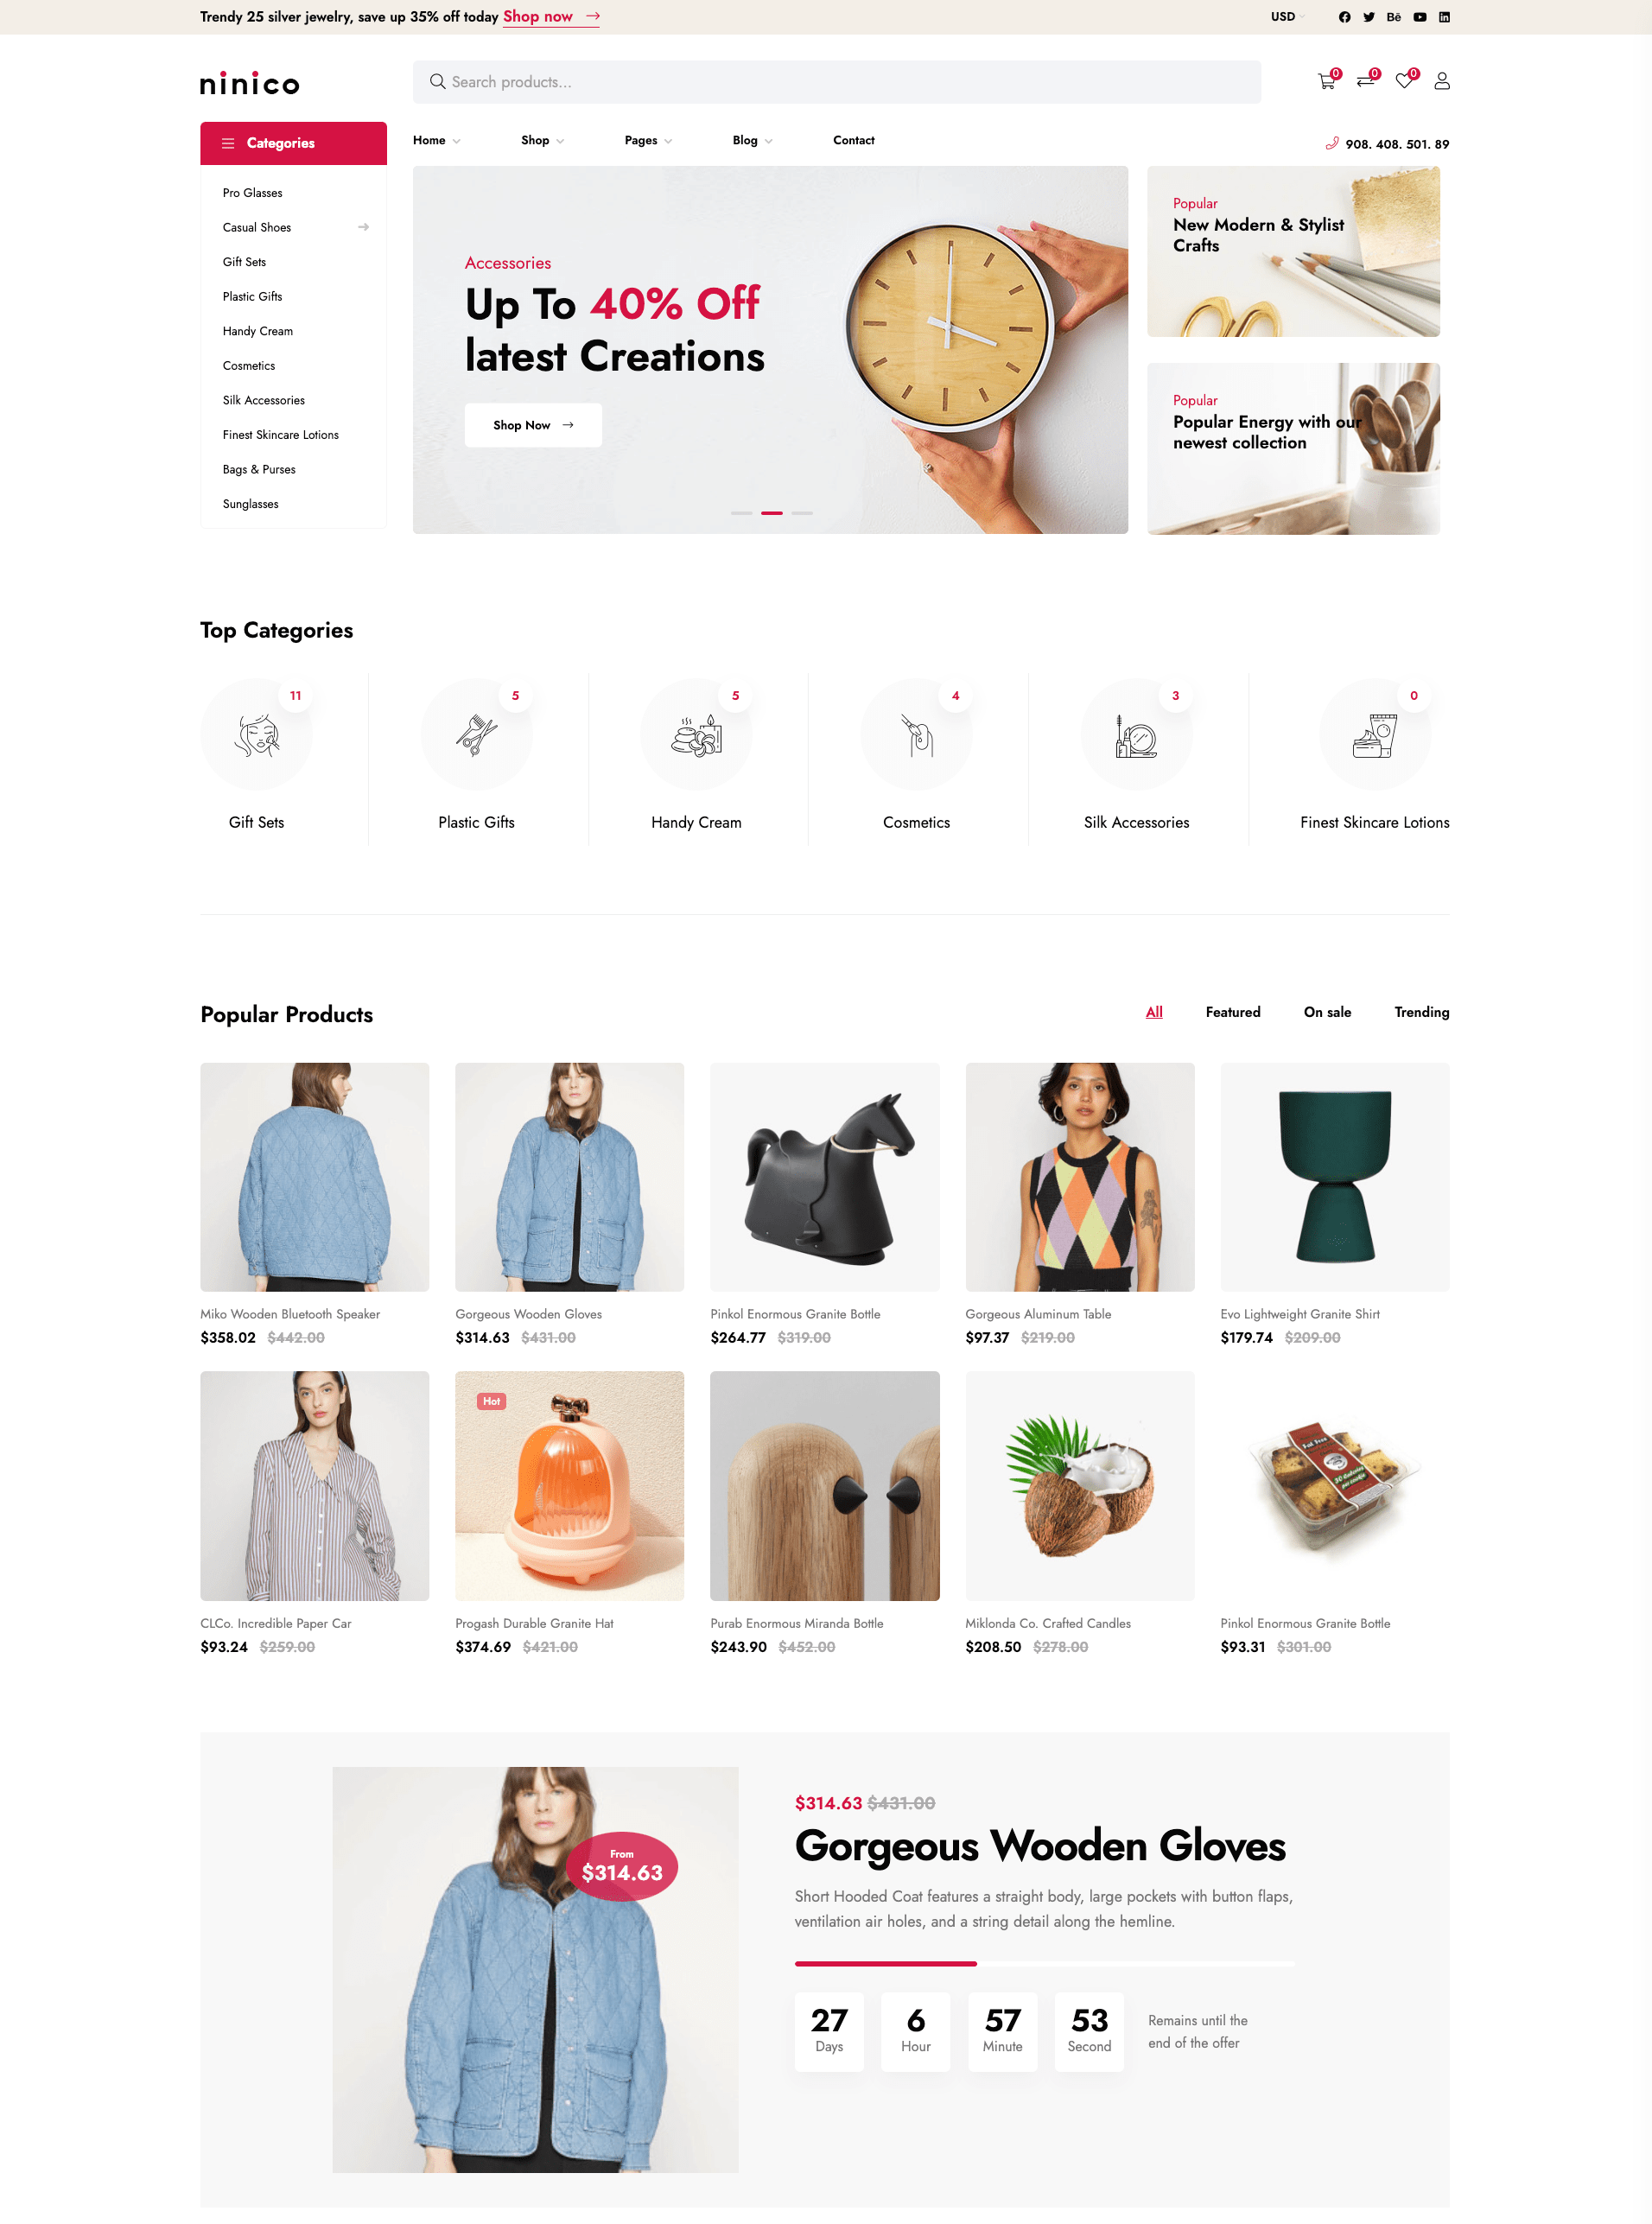 Trendy 25 silver jewelry, save up 35% off today Shop now
USD
ninico
Search products...
0
0
0
Categories
Home
Shop
Pages
Blog
Contact
908. 408. 501. 89
Pro Glasses
Casual Shoes
Gift Sets
Plastic Gifts
Handy Cream
Cosmetics
Silk Accessories
Finest Skincare Lotions
Bags & Purses
Sunglasses
Accessories
Up To 40% Off
latest Creations
Shop Now
Popular
New Modern & Stylist
Crafts
Popular
Popular Energy with our
newest collection
Top Categories
11
5
5
4
3
0
Gift Sets
Plastic Gifts
Handy Cream
Cosmetics
Silk Accessories
Finest Skincare Lotions
Popular Products
All
Featured
On sale
Trending
Miko Wooden Bluetooth Speaker
$358.02 $442.00
Gorgeous Wooden Gloves
$314.63 $431.00
Pinkol Enormous Granite Bottle
$264.77 $319.00
Gorgeous Aluminum Table
$97.37 $219.00
Evo Lightweight Granite Shirt
$179.74 $209.00
Hot
CLCo. Incredible Paper Car
$93.24 $259.00
Progash Durable Granite Hat
$374.69 $421.00
Purab Enormous Miranda Bottle
$243.90 $452.00
Miklonda Co. Crafted Candles
$208.50 $278.00
Pinkol Enormous Granite Bottle
$93.31 $301.00
From
$314.63
$314.63 $431.00
Gorgeous Wooden Gloves
Short Hooded Coat features a straight body, large pockets with button flaps,
ventilation air holes, and a string detail along the hemline.
27
Days
6
Hour
57
Minute
53
Second
Remains until the
end of the offer